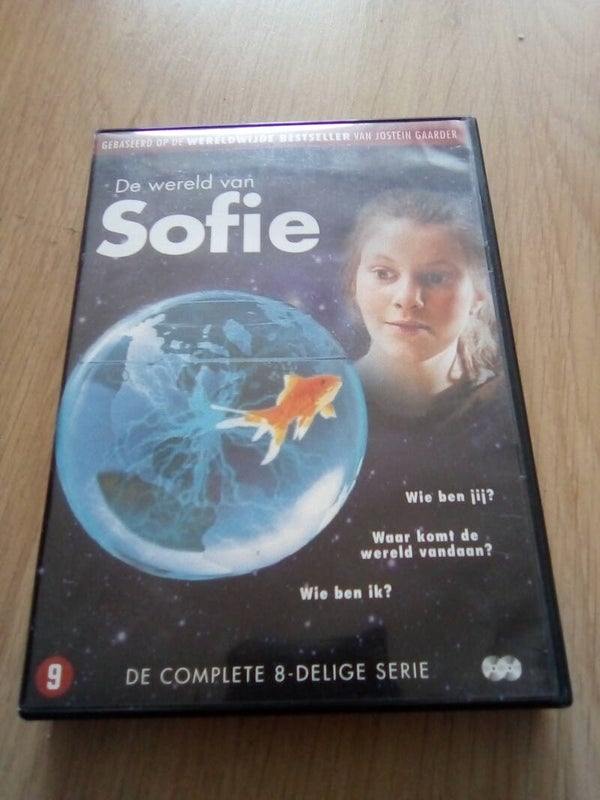 GEBASEERD OP DE WERELDWIJDE BESTSELLER VAN JOSTEIN GAARDER
De wereld van
Sofie
Wie ben jij?
Waar komt de
wereld vandaan?
Wie ben ik?
9
DE COMPLETE 8-DELIGE SERIE